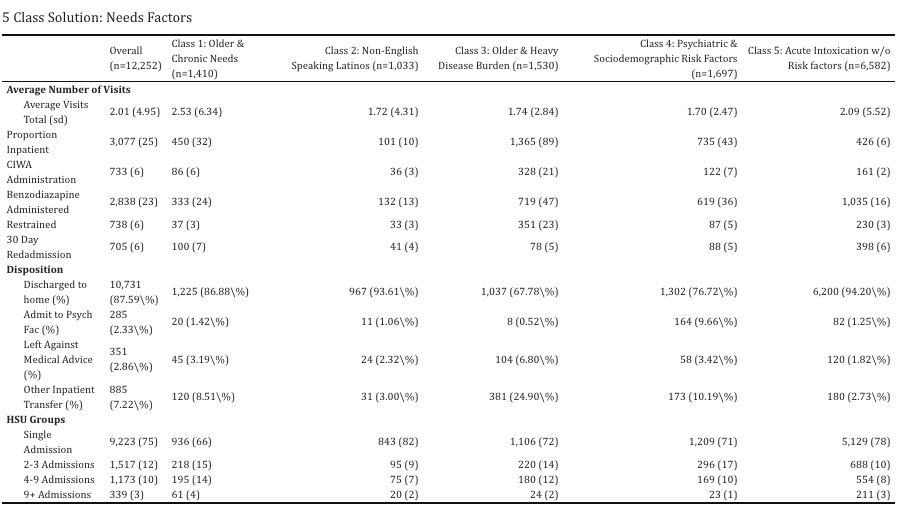 5 Class Solution: Needs Factors
Overall (n=12,252) Class 1: Older & Chronic Needs (n=1,410) Class 2: Non-English Speaking Latinos (n=1,033) Class 3: Older & Heavy Disease Burden (n=1,530) Class 4: Psychiatric & Sociodemographic Risk Factors (n=1,697) Class 5: Acute Intoxication w/o Risk factors (n=6,582)
Average Number of Visits
Average Visits Total (sd) 2.01 (4.95) 2.53 (6.34) 1.72 (4.31) 1.74 (2.84) 1.70 (2.47) 2.09 (5.52)
Proportion Inpatient 3,077 (25) 450 (32) 101 (10) 1,365 (89) 735 (43) 426 (6)
CIWA Administration 733 (6) 86 (6) 36 (3) 328 (21) 122 (7) 161 (2)
Benzodiazapine Administered 2,838 (23) 333 (24) 132 (13) 719 (47) 619 (36) 1,035 (16)
Restrained 738 (6) 37 (3) 33 (3) 351 (23) 87 (5) 230 (3)
30 Day Redadmission 705 (6) 100 (7) 41 (4) 78 (5) 88 (5) 398 (6)
Disposition
Discharged to home (%) 10,731 (87.59\%) 1,225 (86.88\%) 967 (93.61\%) 1,037 (67.78\%) 1,302 (76.72\%) 6,200 (94.20\%)
Admit to Psych Fac (%) 285 (2.33\%) 20 (1.42\%) 11 (1.06\%) 8 (0.52\%) 164 (9.66\%) 82 (1.25\%)
Left Against Medical Advice (%) 351 (2.86\%) 45 (3.19\%) 24 (2.32\%) 104 (6.80\%) 58 (3.42\%) 120 (1.82\%)
Other Inpatient Transfer (%) 885 (7.22\%) 120 (8.51\%) 31 (3.00\%) 381 (24.90\%) 173 (10.19\%) 180 (2.73\%)
HSU Groups
Single Admission 9,223 (75) 936 (66) 843 (82) 1,106 (72) 1,209 (71) 5,129 (78)
2-3 Admissions 1,517 (12) 218 (15) 95 (9) 220 (14) 296 (17) 688 (10)
4-9 Admissions 1,173 (10) 195 (14) 75 (7) 180 (12) 169 (10) 554 (8)
9+ Admissions 339 (3) 61 (4) 20 (2) 24 (2) 23 (1) 211 (3)